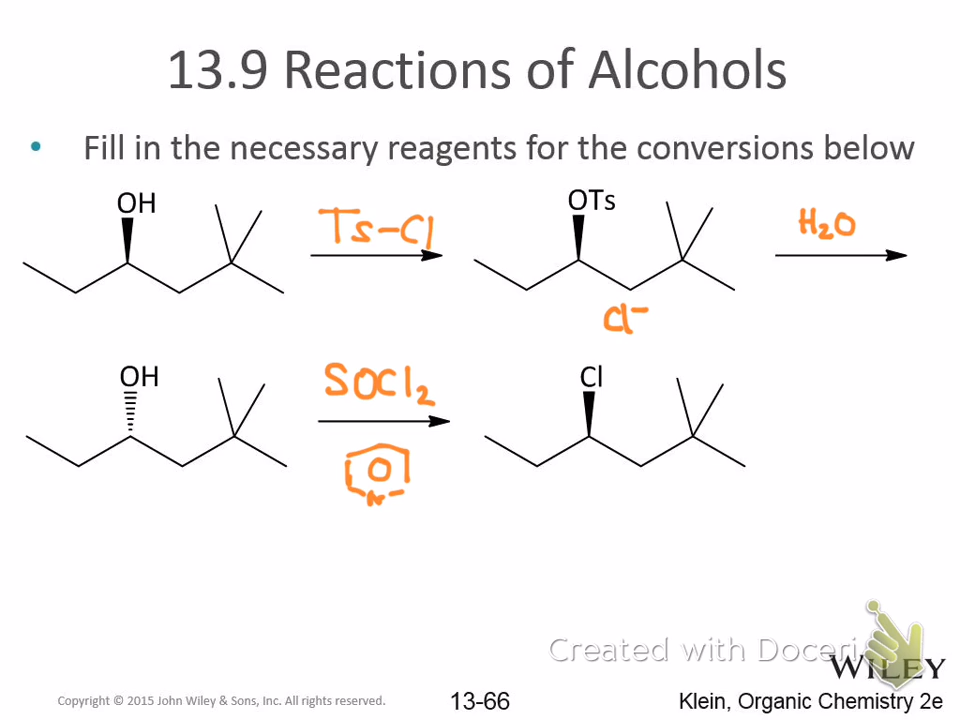 13.9 Reactions of Alcohols
• Fill in the necessary reagents for the conversions below
OH
Ts-Cl
OTs
H₂O
Cl⁻
OH
SOCl₂
Cl
N
Created with Doceri
WILEY
Copyright © 2015 John Wiley & Sons, Inc. All rights reserved.
13-66
Klein, Organic Chemistry 2e